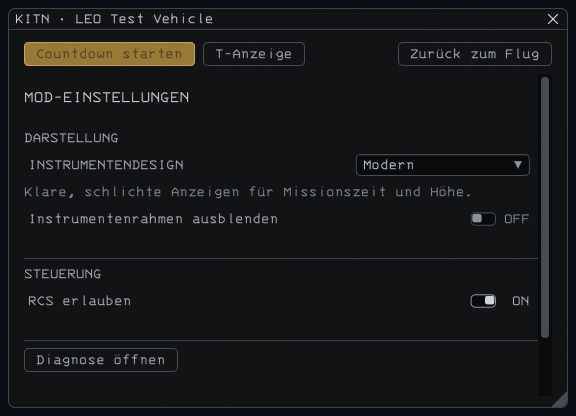 KITN · LEO Test Vehicle
Countdown starten T-Anzeige Zurück zum Flug
MOD-EINSTELLUNGEN
DARSTELLUNG
INSTRUMENTENDESIGN Modern
Klare, schlichte Anzeigen für Missionszeit und Höhe.
Instrumentenrahmen ausblenden OFF
STEUERUNG
RCS erlauben ON
Diagnose öffnen